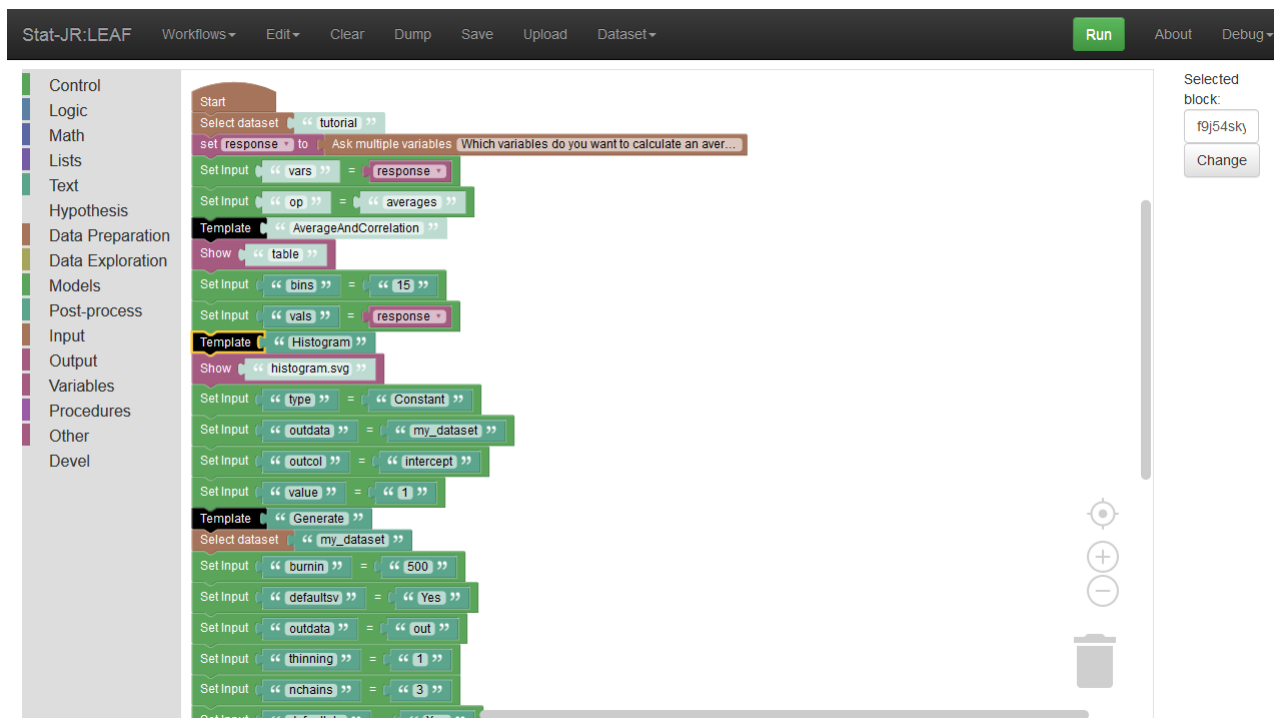 Stat-JR:LEAF Workflows Edit Clear Dump Save Upload Dataset Run About Debug
Control
Logic
Math
Lists
Text
Hypothesis
Data Preparation
Data Exploration
Models
Post-process
Input
Output
Variables
Procedures
Other
Devel
Start
Select dataset “ tutorial ”
set response to Ask multiple variables Which variables do you want to calculate an aver...
Set Input “ vars ” = response
Set Input “ op ” = “ averages ”
Template “ AverageAndCorrelation ”
Show “ table ”
Set Input “ bins ” = “ 15 ”
Set Input “ vals ” = response
Template “ Histogram ”
Show “ histogram.svg ”
Set Input “ type ” = “ Constant ”
Set Input “ outdata ” = “ my_dataset ”
Set Input “ outcol ” = “ intercept ”
Set Input “ value ” = “ 1 ”
Template “ Generate ”
Select dataset “ my_dataset ”
Set Input “ burnin ” = “ 500 ”
Set Input “ defaultsv ” = “ Yes ”
Set Input “ outdata ” = “ out ”
Set Input “ thinning ” = “ 1 ”
Set Input “ nchains ” = “ 3 ”
Selected
block:
f9j54sky
Change